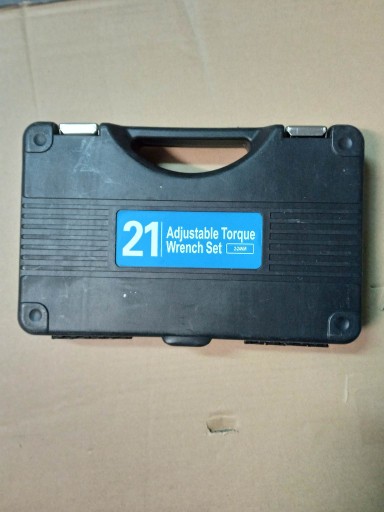 21
Adjustable Torque
Wrench Set